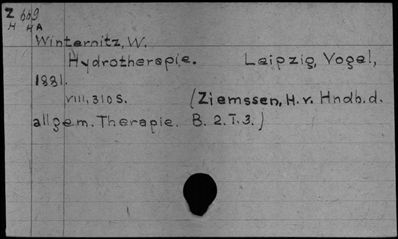 Z 609
H HA
Winternitz, W.
Hydrotherapie. Leipzig, Vogel,
1881.
VIII, 310 S. (Ziemssen, H. v. Hndb. d.
allgem. Therapie. B. 2. T. 3.)